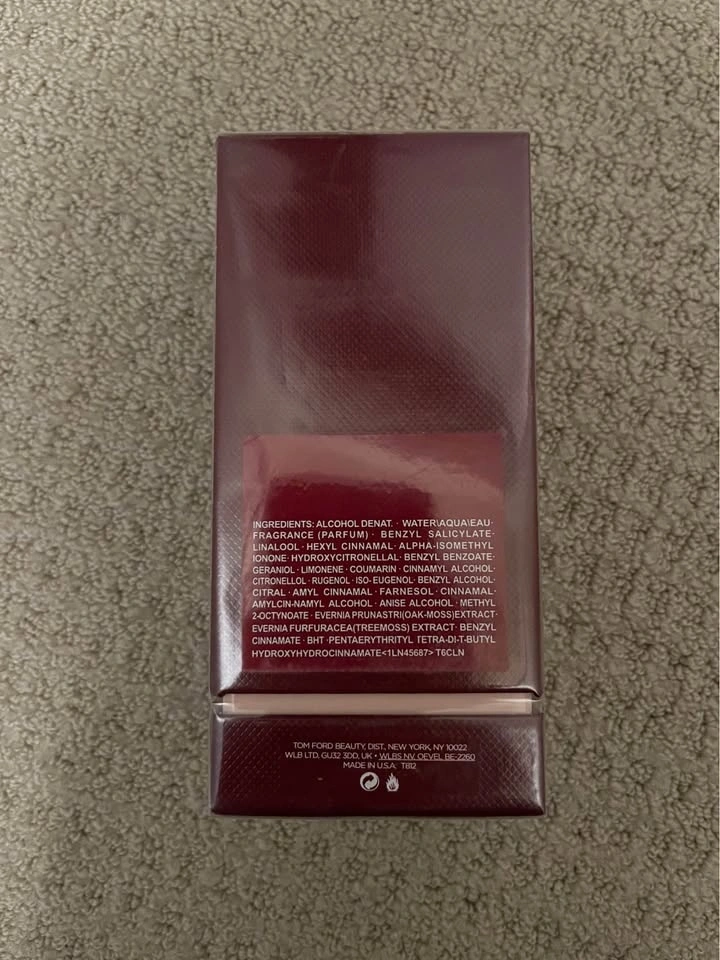 INGREDIENTS: ALCOHOL DENAT. · WATER\AQUA\EAU·
FRAGRANCE (PARFUM) · BENZYL SALICYLATE·
LINALOOL · HEXYL CINNAMAL· ALPHA-ISOMETHYL
IONONE· HYDROXYCITRONELLAL· BENZYL BENZOATE·
GERANIOL · LIMONENE · COUMARIN · CINNAMYL ALCOHOL·
CITRONELLOL · RUGENOL · ISO-EUGENOL· BENZYL ALCOHOL·
CITRAL · AMYL CINNAMAL · FARNESOL · CINNAMAL·
AMYLCIN-NAMYL ALCOHOL · ANISE ALCOHOL · METHYL
2-OCTYNOATE · EVERNIA PRUNASTRI(OAK-MOSS)EXTRACT·
EVERNIA FURFURACEA(TREEMOSS) EXTRACT· BENZYL
CINNAMATE · BHT ·PENTAERYTHRITYL TETRA-DI-T-BUTYL
HYDROXYHYDROCINNAMATE<1LN45687> T6CLN
TOM FORD BEAUTY, DIST., NEW YORK, NY 10022
WLB LTD, GU32 3DD, UK • WLBS NV. OEVEL BE-2260
MADE IN U.S.A. T812